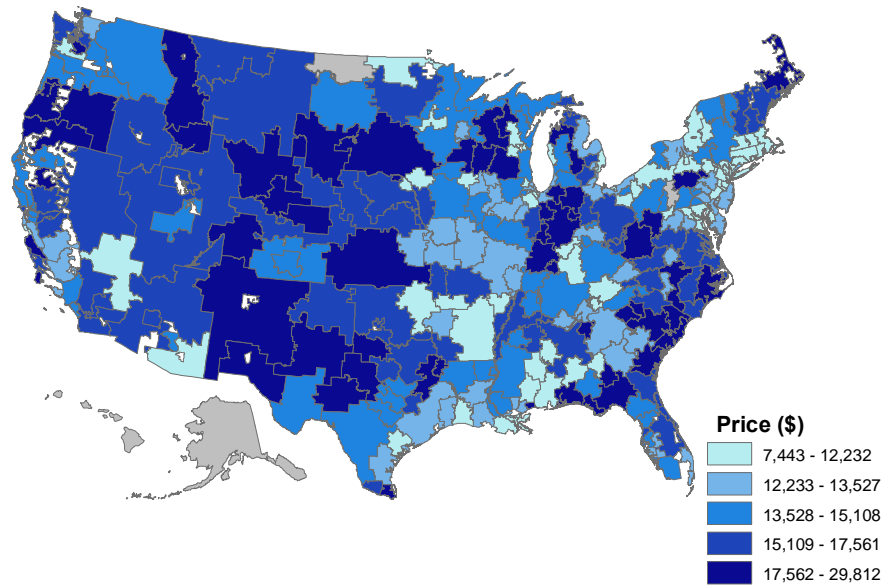 Price ($)
7,443 - 12,232
12,233 - 13,527
13,528 - 15,108
15,109 - 17,561
17,562 - 29,812